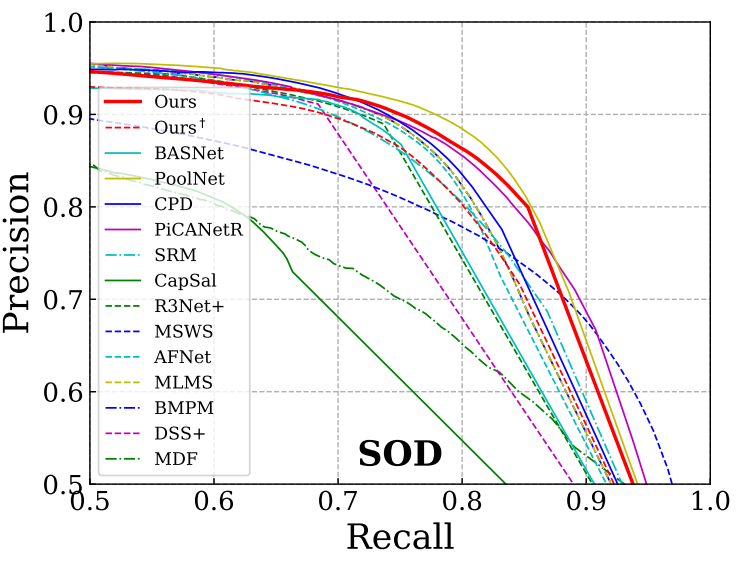 1.0
0.9
0.8
0.7
0.6
0.5
Precision
Ours
Ours†
BASNet
PoolNet
CPD
PiCANetR
SRM
CapSal
R3Net+
MSWS
AFNet
MLMS
BMPM
DSS+
MDF
SOD
0.5 0.6 0.7 0.8 0.9 1.0
Recall